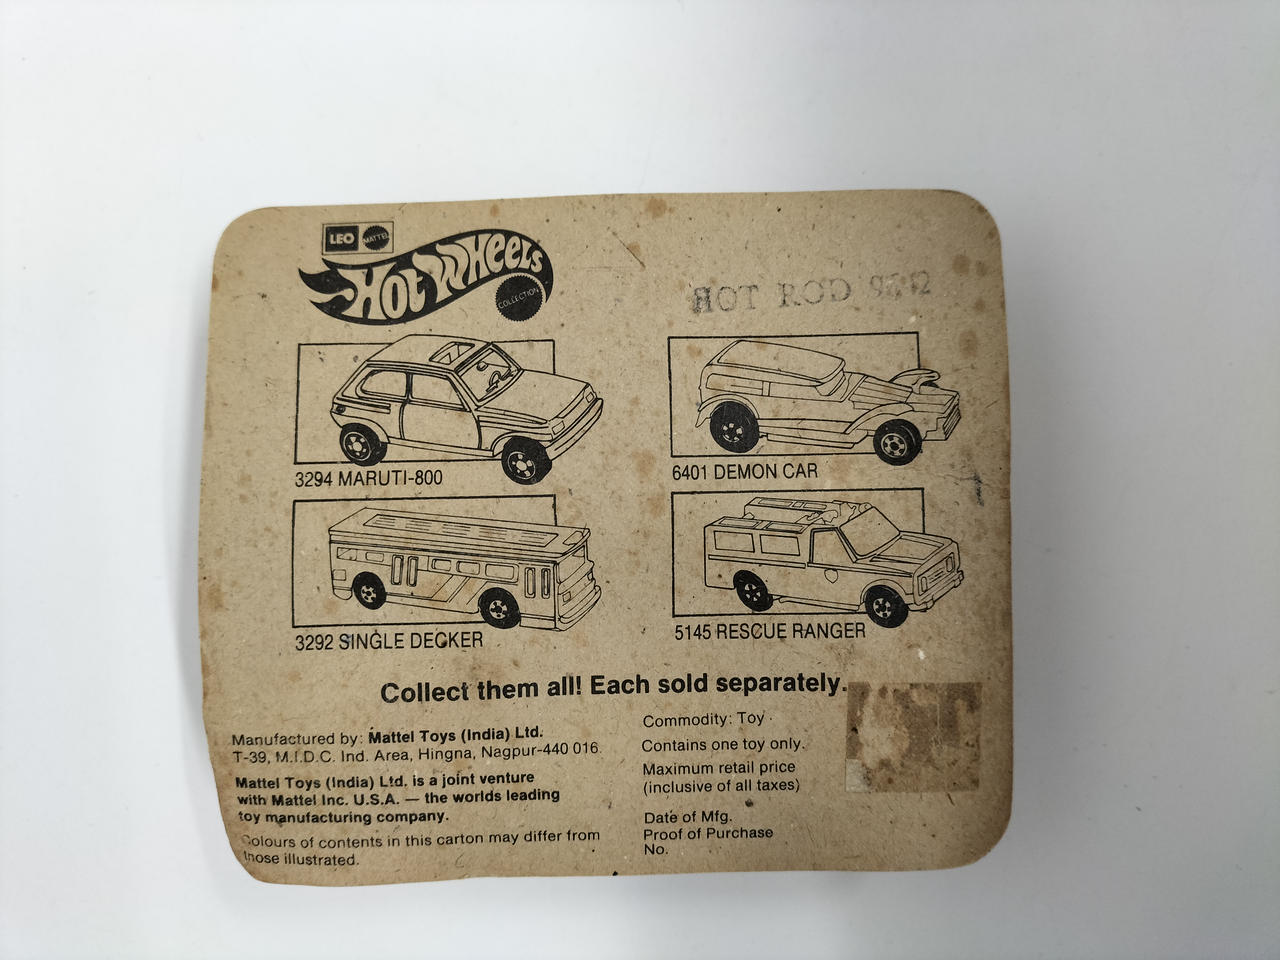 LEO MATTEL
Hot Wheels
COLLECTION
HOT ROD
3294 MARUTI-800
6401 DEMON CAR
3292 SINGLE DECKER
5145 RESCUE RANGER
Collect them all! Each sold separately.
Manufactured by: Mattel Toys (India) Ltd.
T-39, M.I.D.C. Ind. Area, Hingna, Nagpur-440 016.
Mattel Toys (India) Ltd. is a joint venture
with Mattel Inc. U.S.A. — the worlds leading
toy manufacturing company.
Colours of contents in this carton may differ from
those illustrated.
Commodity: Toy
Contains one toy only.
Maximum retail price
(inclusive of all taxes)
Date of Mfg.
Proof of Purchase
No.